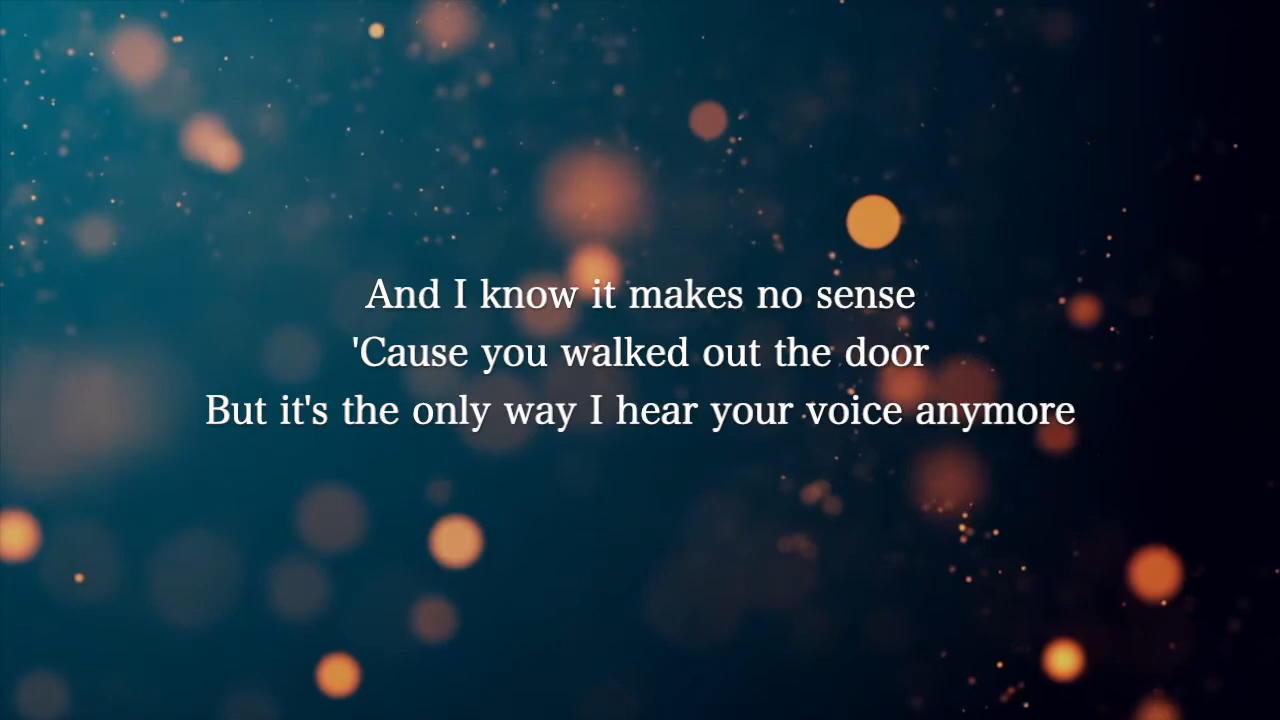 And I know it makes no sense
'Cause you walked out the door
But it's the only way I hear your voice anymore